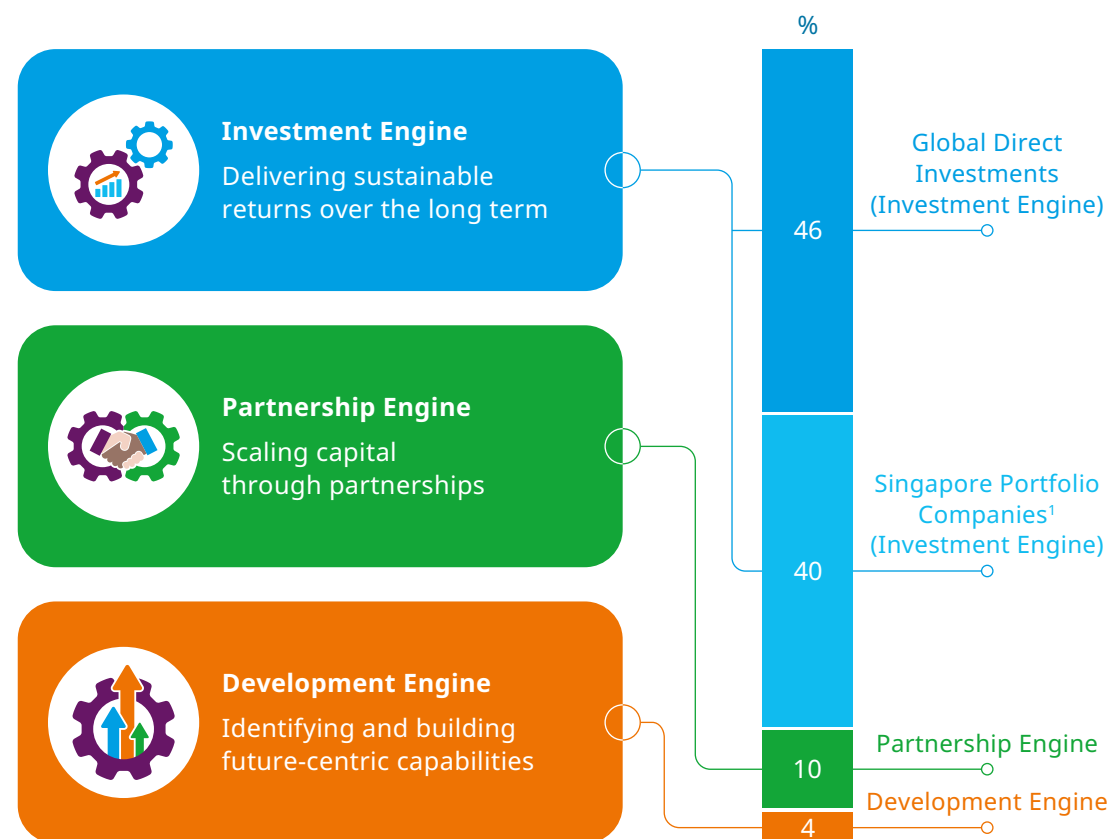 %
Investment Engine
Delivering sustainable
returns over the long term
Partnership Engine
Scaling capital
through partnerships
Development Engine
Identifying and building
future-centric capabilities
46
40
10
4
Global Direct
Investments
(Investment Engine)
Singapore Portfolio
Companies¹
(Investment Engine)
Partnership Engine
Development Engine